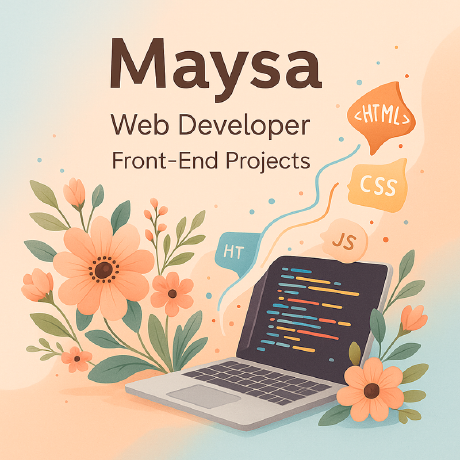 Maysa
Web Developer
Front-End Projects
<HTML>
CSS
JS
HT